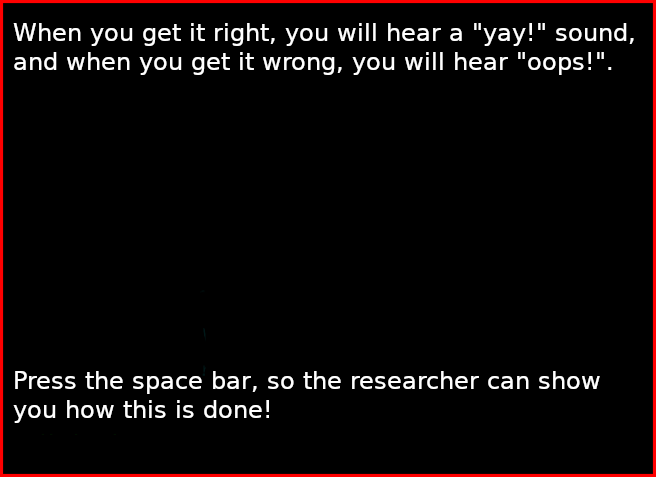 When you get it right, you will hear a "yay!" sound,
and when you get it wrong, you will hear "oops!".
Press the space bar, so the researcher can show
you how this is done!